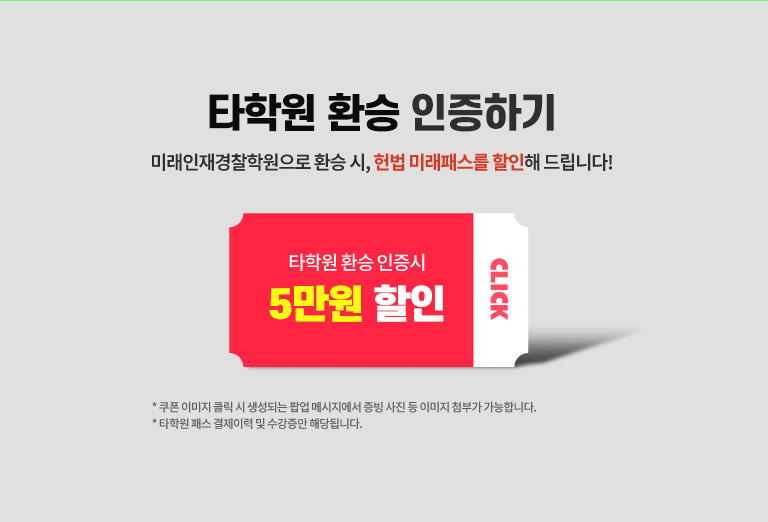 타학원 환승 인증하기
미래인재경찰학원으로 환승 시, 헌법 미래패스를 할인해 드립니다!
타학원 환승 인증시
5만원 할인
CLICK
* 쿠폰 이미지 클릭 시 생성되는 팝업 메시지에서 증빙 사진 등 이미지 첨부가 가능합니다.
* 타학원 패스 결제이력 및 수강증만 해당됩니다.